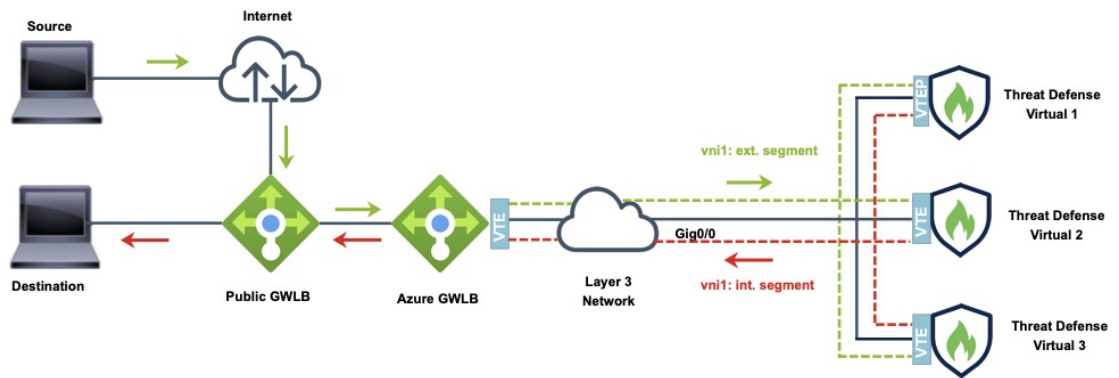 Source
Internet
VTEP
Threat Defense
Virtual 1
vni1: ext. segment
VTE
VTE
Threat Defense
Virtual 2
Gig0/0
Destination
Public GWLB
Azure GWLB
Layer 3
Network
vni1: int. segment
VTE
Threat Defense
Virtual 3